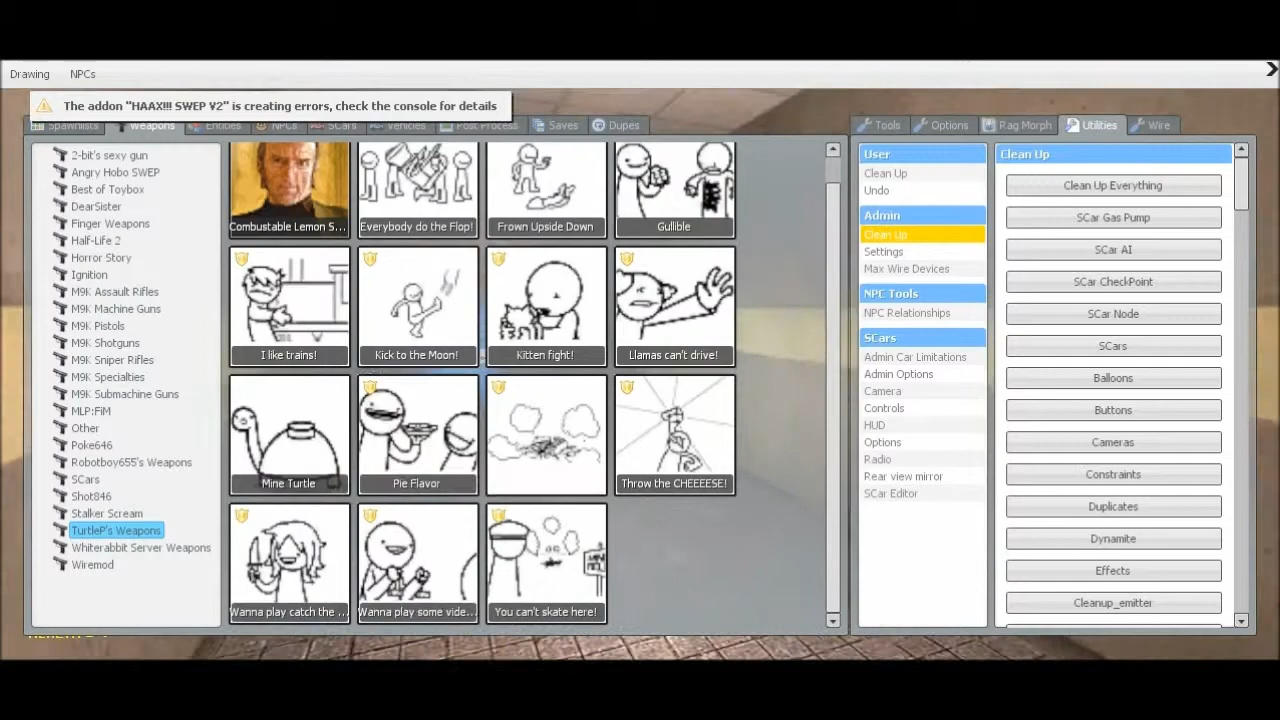 Drawing NPCs
The addon "HAAX!!! SWEP V2" is creating errors, check the console for details
Spawnlists Weapons Entities NPCs SCars Vehicles Post Process Saves Dupes
2-bit's sexy gun
Angry Hobo SWEP
Best of Toybox
DearSister
Finger Weapons
Half-Life 2
Horror Story
Ignition
M9K Assault Rifles
M9K Machine Guns
M9K Pistols
M9K Shotguns
M9K Sniper Rifles
M9K Specialties
M9K Submachine Guns
MLP:FiM
Other
Poke646
Robotboy655's Weapons
SCars
Shot846
Stalker Scream
TurtleP's Weapons
Whiterabbit Server Weapons
Wiremod
Combustable Lemon S... Everybody do the Flop! Frown Upside Down Gullible
I like trains! Kick to the Moon! Kitten fight! Llamas can't drive!
Mine Turtle Pie Flavor Throw the CHEEEESE!
Wanna play catch the ... Wanna play some vide... You can't skate here!
Tools Options Rag Morph Utilities Wire
User
Clean Up
Undo
Admin
Clean Up
Settings
Max Wire Devices
NPC Tools
NPC Relationships
SCars
Admin Car Limitations
Admin Options
Camera
Controls
HUD
Options
Radio
Rear view mirror
SCar Editor
Clean Up
Clean Up Everything
SCar Gas Pump
SCar AI
SCar CheckPoint
SCar Node
SCars
Balloons
Buttons
Cameras
Constraints
Duplicates
Dynamite
Effects
Cleanup_emitter